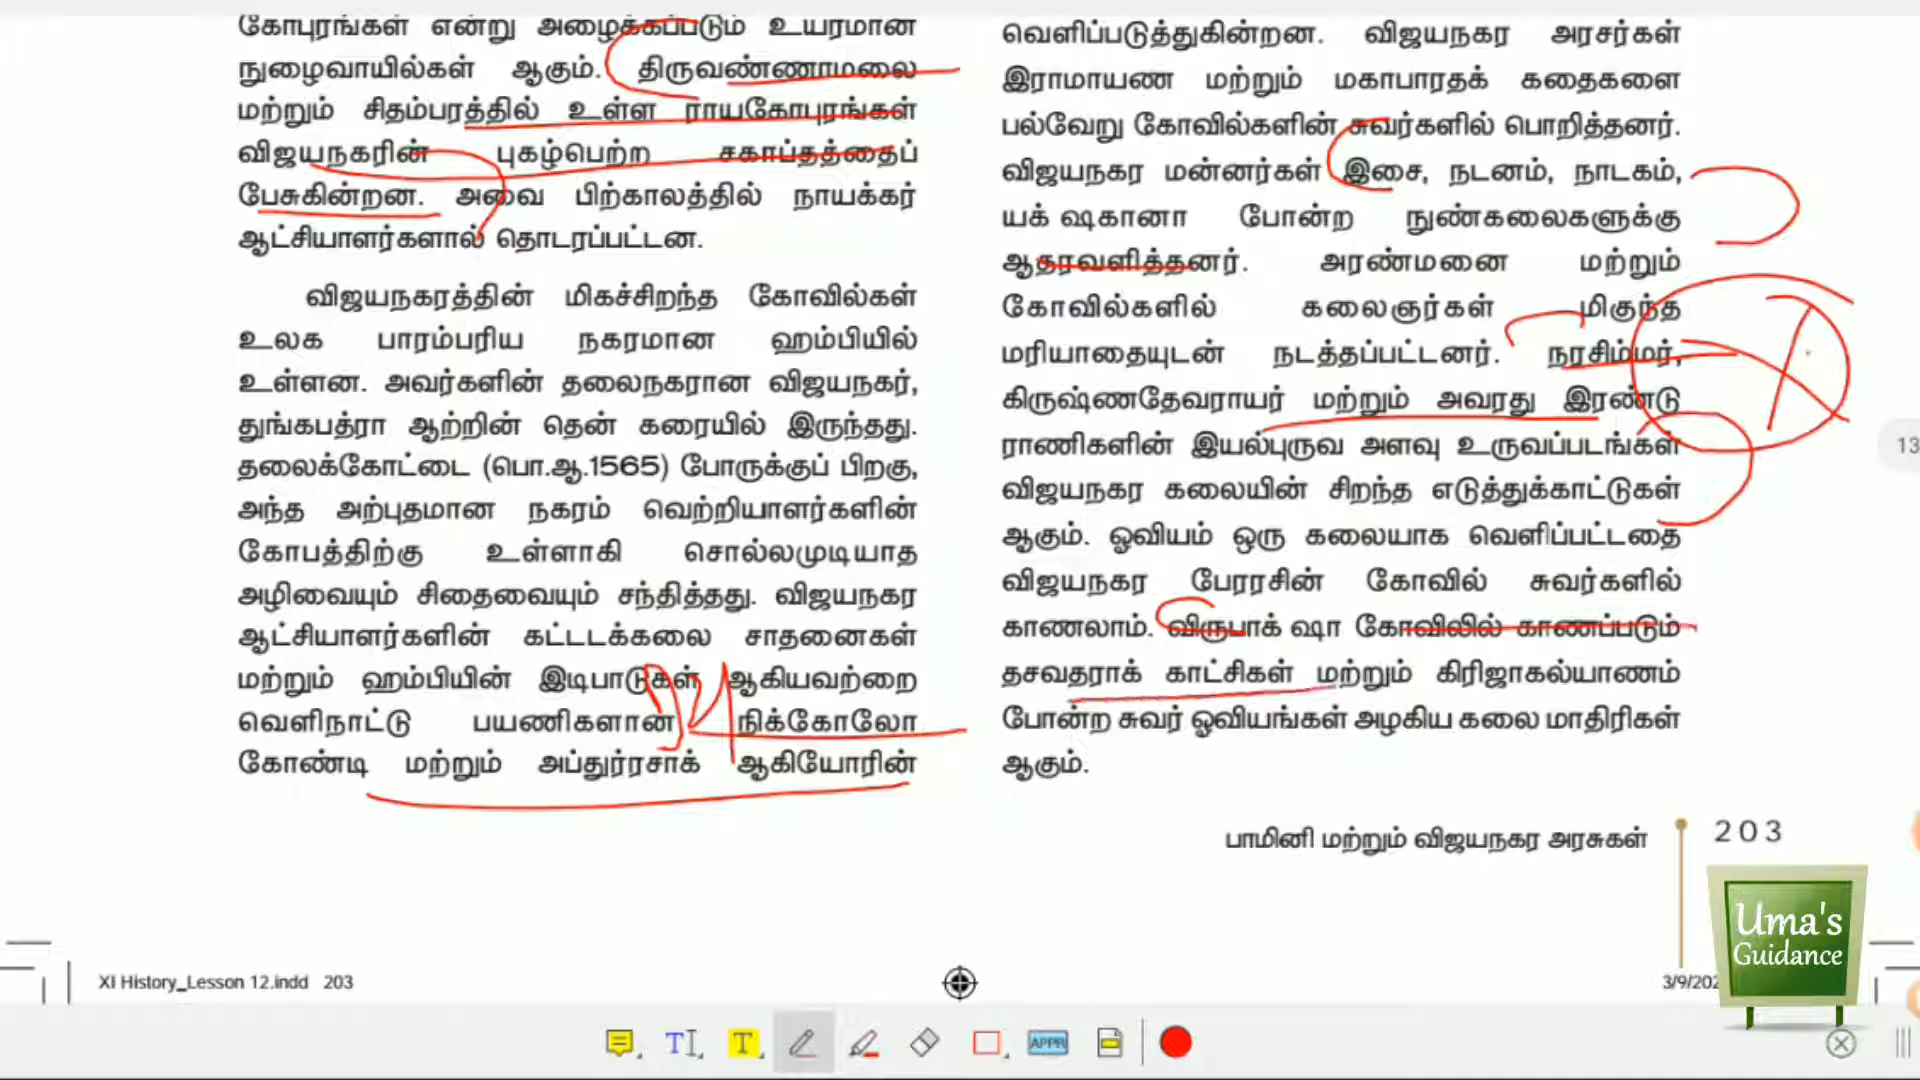 கோபுரங்கள் என்று அழைக்கப்படும் உயரமான
நுழைவாயில்கள் ஆகும். திருவண்ணாமலை
மற்றும் சிதம்பரத்தில் உள்ள ராயகோபுரங்கள்
விஜயநகரின் புகழ்பெற்ற சகாப்தத்தைப்
பேசுகின்றன. அவை பிற்காலத்தில் நாயக்கர்
ஆட்சியாளர்களால் தொடரப்பட்டன.
விஜயநகரத்தின் மிகச்சிறந்த கோவில்கள்
உலக பாரம்பரிய நகரமான ஹம்பியில்
உள்ளன. அவர்களின் தலைநகரான விஜயநகர்,
துங்கபத்ரா ஆற்றின் தென் கரையில் இருந்தது.
தலைக்கோட்டை (பொ.ஆ.1565) போருக்குப் பிறகு,
அந்த அற்புதமான நகரம் வெற்றியாளர்களின்
கோபத்திற்கு உள்ளாகி சொல்லமுடியாத
அழிவையும் சிதைவையும் சந்தித்தது. விஜயநகர
ஆட்சியாளர்களின் கட்டடக்கலை சாதனைகள்
மற்றும் ஹம்பியின் இடிபாடுகள் ஆகியவற்றை
வெளிநாட்டு பயணிகளான நிக்கோலோ
கோண்டி மற்றும் அப்துர்ரசாக் ஆகியோரின்
வெளிப்படுத்துகின்றன. விஜயநகர அரசர்கள்
இராமாயண மற்றும் மகாபாரதக் கதைகளை
பல்வேறு கோவில்களின் சுவர்களில் பொறித்தனர்.
விஜயநகர மன்னர்கள் இசை, நடனம், நாடகம்,
யக் ஷகானா போன்ற நுண்கலைகளுக்கு
ஆதரவளித்தனர். அரண்மனை மற்றும்
கோவில்களில் கலைஞர்கள் மிகுந்த
மரியாதையுடன் நடத்தப்பட்டனர். நரசிம்மர்,
கிருஷ்ணதேவராயர் மற்றும் அவரது இரண்டு
ராணிகளின் இயல்புருவ அளவு உருவப்படங்கள்
விஜயநகர கலையின் சிறந்த எடுத்துக்காட்டுகள்
ஆகும். ஓவியம் ஒரு கலையாக வெளிப்பட்டதை
விஜயநகர பேரரசின் கோவில் சுவர்களில்
காணலாம். விருபாக் ஷா கோவிலில் காணப்படும்
தசவதராக் காட்சிகள் மற்றும் கிரிஜாகல்யாணம்
போன்ற சுவர் ஓவியங்கள் அழகிய கலை மாதிரிகள்
ஆகும்.
பாமினி மற்றும் விஜயநகர அரசுகள் 203
Uma's
Guidance
XI History_Lesson 12.indd 203
3/9/202
13
APPR